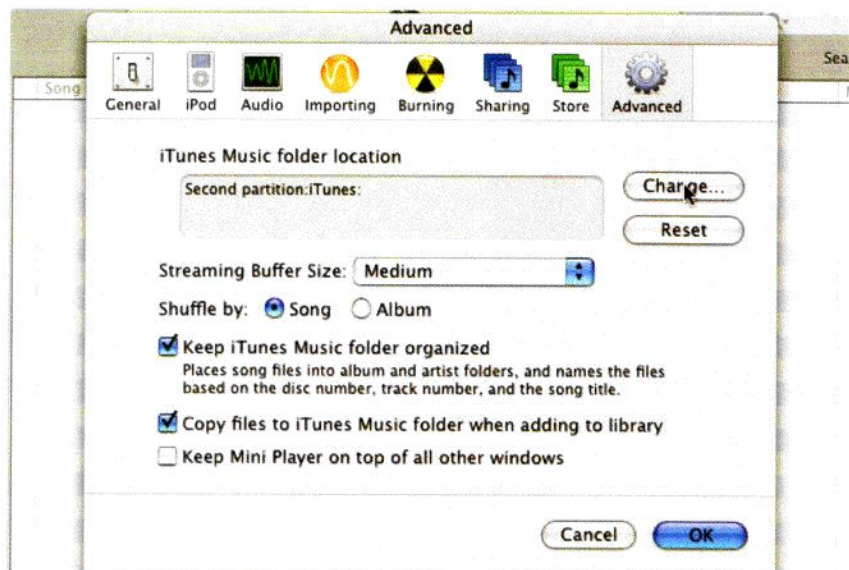 Advanced
General iPod Audio Importing Burning Sharing Store Advanced
Sea
Song
iTunes Music folder location
Second partition:iTunes:
Change...
Reset
Streaming Buffer Size: Medium
Shuffle by: Song Album
Keep iTunes Music folder organized
Places song files into album and artist folders, and names the files
based on the disc number, track number, and the song title.
Copy files to iTunes Music folder when adding to library
Keep Mini Player on top of all other windows
Cancel OK